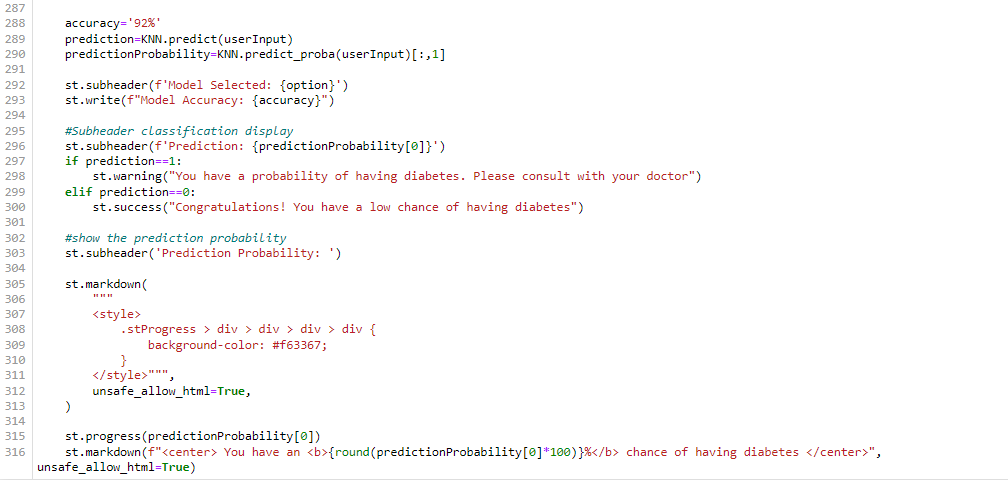 287
288 accuracy='92%'
289 prediction=KNN.predict(userInput)
290 predictionProbability=KNN.predict_proba(userInput)[:,1]
291
292 st.subheader(f'Model Selected: {option}')
293 st.write(f"Model Accuracy: {accuracy}")
294
295 #Subheader classification display
296 st.subheader(f'Prediction: {predictionProbability[0]}')
297 if prediction==1:
298 st.warning("You have a probability of having diabetes. Please consult with your doctor")
299 elif prediction==0:
300 st.success("Congratulations! You have a low chance of having diabetes")
301
302 #show the prediction probability
303 st.subheader('Prediction Probability: ')
304
305 st.markdown(
306 """
307 <style>
308 .stProgress > div > div > div > div {
309 background-color: #f63367;
310 }
311 </style>""",
312 unsafe_allow_html=True,
313 )
314
315 st.progress(predictionProbability[0])
316 st.markdown(f"<center> You have an <b>{round(predictionProbability[0]*100)}%</b> chance of having diabetes </center>",
unsafe_allow_html=True)